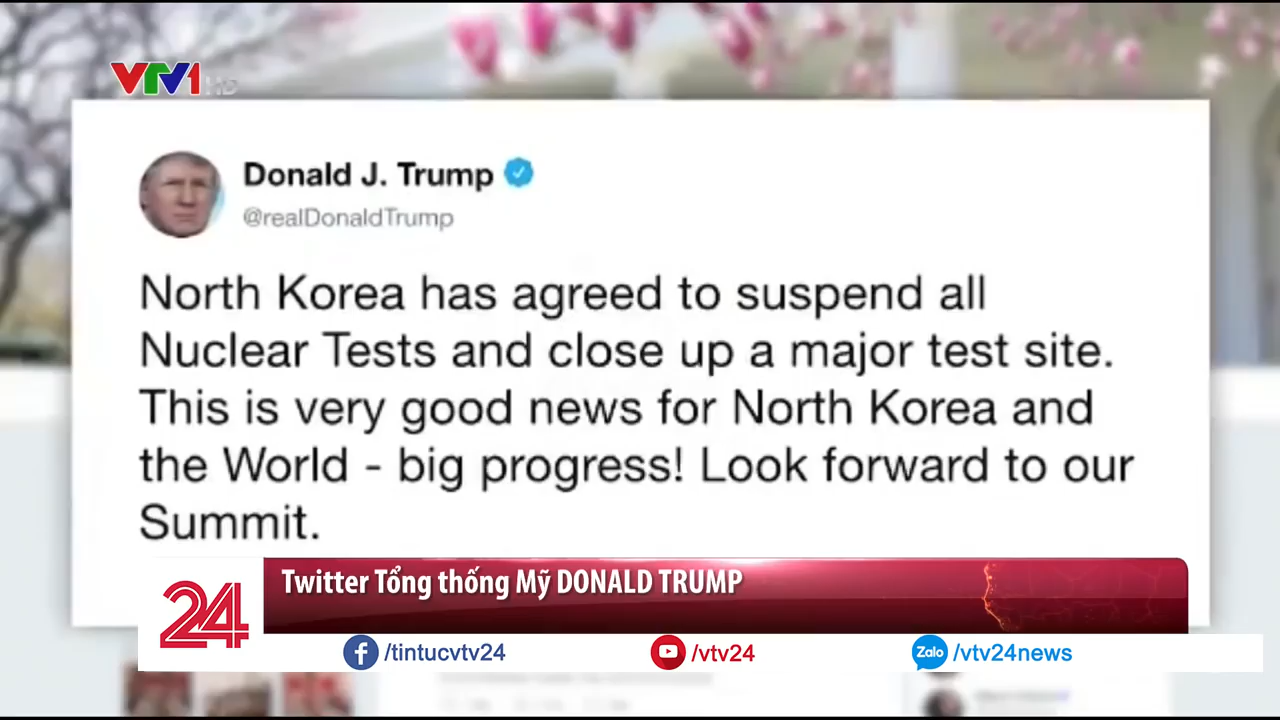 VTV1 HD
Donald J. Trump
@realDonaldTrump
North Korea has agreed to suspend all
Nuclear Tests and close up a major test site.
This is very good news for North Korea and
the World - big progress! Look forward to our
Summit.
24
Twitter Tổng thống Mỹ DONALD TRUMP
/tintucvtv24
/vtv24
Zalo /vtv24news